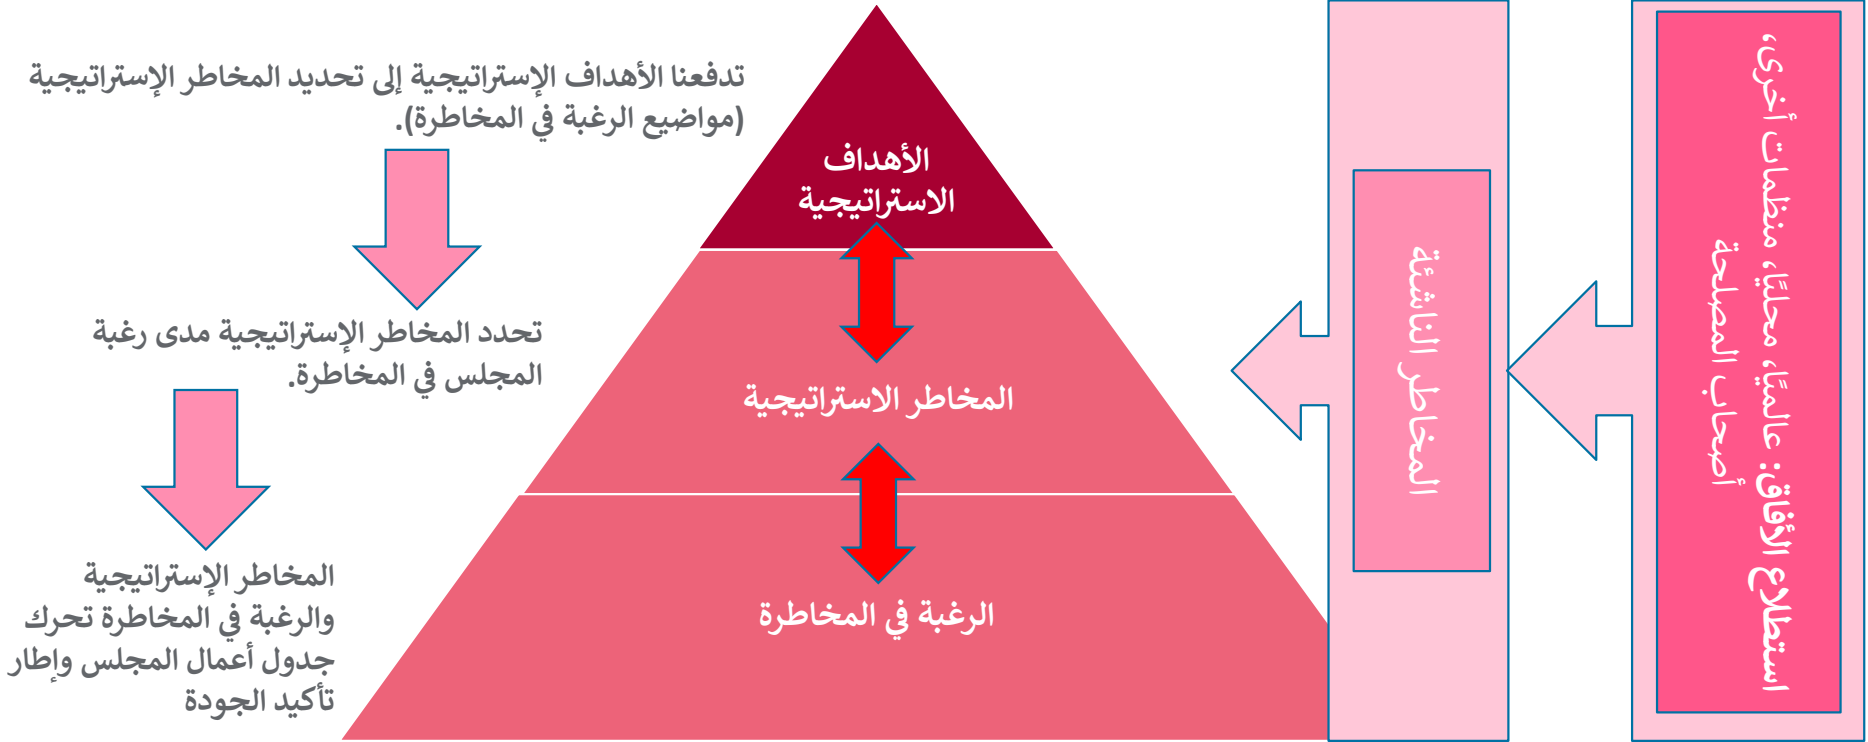 تدفعنا الأهداف الإستراتيجية إلى تحديد المخاطر الإستراتيجية
(مواضيع الرغبة في المخاطرة).
تحدد المخاطر الإستراتيجية مدى رغبة
المجلس في المخاطرة.
المخاطر الإستراتيجية
والرغبة في المخاطرة تحرك
جدول أعمال المجلس وإطار
تأكيد الجودة
الأهداف
الاستراتيجية
المخاطر الاستراتيجية
الرغبة في المخاطرة
المخاطر الناشئة
استطلاع الأفاق: عالميًا، محليًا، منظمات أخرى،
أصحاب المصلحة